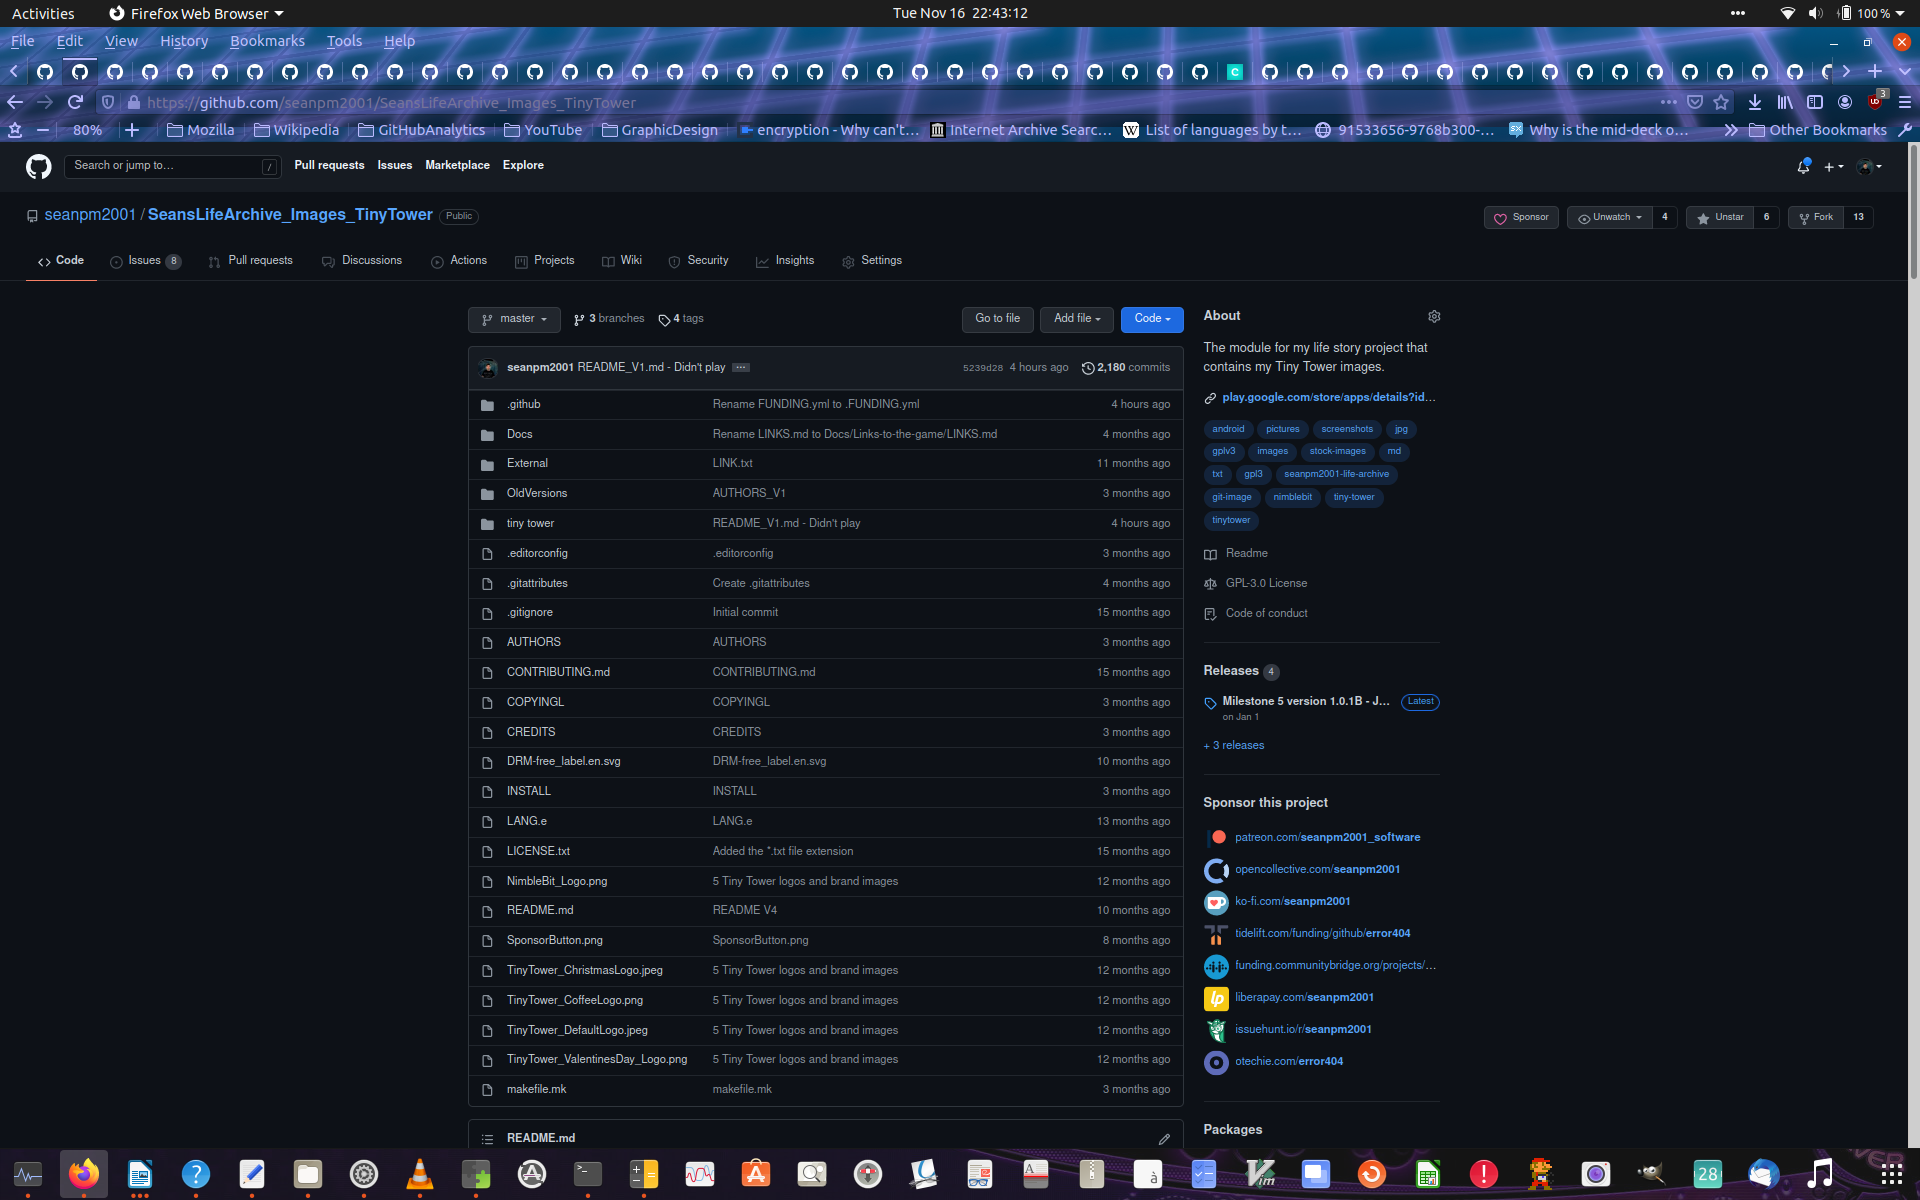 Activities Firefox Web Browser Tue Nov 16 22:43:12 100 %
File Edit View History Bookmarks Tools Help
https://github.com/seanpm2001/SeansLifeArchive_Images_TinyTower 3
80% Mozilla Wikipedia GitHubAnalytics YouTube GraphicDesign encryption - Why can't… Internet Archive Searc… List of languages by t… 91533656-9768b300-… Why is the mid-deck o… Other Bookmarks
Search or jump to… / Pull requests Issues Marketplace Explore
seanpm2001 / SeansLifeArchive_Images_TinyTower Public Sponsor Unwatch 4 Unstar 6 Fork 13
Code Issues 8 Pull requests Discussions Actions Projects Wiki Security Insights Settings
master 3 branches 4 tags Go to file Add file Code
seanpm2001 README_V1.md - Didn't play … 5239d28 4 hours ago 2,180 commits
.github Rename FUNDING.yml to .FUNDING.yml 4 hours ago
Docs Rename LINKS.md to Docs/Links-to-the-game/LINKS.md 4 months ago
External LINK.txt 11 months ago
OldVersions AUTHORS_V1 3 months ago
tiny tower README_V1.md - Didn't play 4 hours ago
.editorconfig .editorconfig 3 months ago
.gitattributes Create .gitattributes 4 months ago
.gitignore Initial commit 15 months ago
AUTHORS AUTHORS 3 months ago
CONTRIBUTING.md CONTRIBUTING.md 15 months ago
COPYINGL COPYINGL 3 months ago
CREDITS CREDITS 3 months ago
DRM-free_label.en.svg DRM-free_label.en.svg 10 months ago
INSTALL INSTALL 3 months ago
LANG.e LANG.e 13 months ago
LICENSE.txt Added the *.txt file extension 15 months ago
NimbleBit_Logo.png 5 Tiny Tower logos and brand images 12 months ago
README.md README V4 10 months ago
SponsorButton.png SponsorButton.png 8 months ago
TinyTower_ChristmasLogo.jpeg 5 Tiny Tower logos and brand images 12 months ago
TinyTower_CoffeeLogo.png 5 Tiny Tower logos and brand images 12 months ago
TinyTower_DefaultLogo.jpeg 5 Tiny Tower logos and brand images 12 months ago
TinyTower_ValentinesDay_Logo.png 5 Tiny Tower logos and brand images 12 months ago
makefile.mk makefile.mk 3 months ago
README.md
About
The module for my life story project that
contains my Tiny Tower images.
play.google.com/store/apps/details?id…
android pictures screenshots jpg
gplv3 images stock-images md
txt gpl3 seanpm2001-life-archive
git-image nimblebit tiny-tower
tinytower
Readme
GPL-3.0 License
Code of conduct
Releases 4
Milestone 5 version 1.0.1B - J… Latest
on Jan 1
+ 3 releases
Sponsor this project
patreon.com/seanpm2001_software
opencollective.com/seanpm2001
ko-fi.com/seanpm2001
tidelift.com/funding/github/error404
funding.communitybridge.org/projects/…
liberapay.com/seanpm2001
issuehunt.io/r/seanpm2001
otechie.com/error404
Packages
28